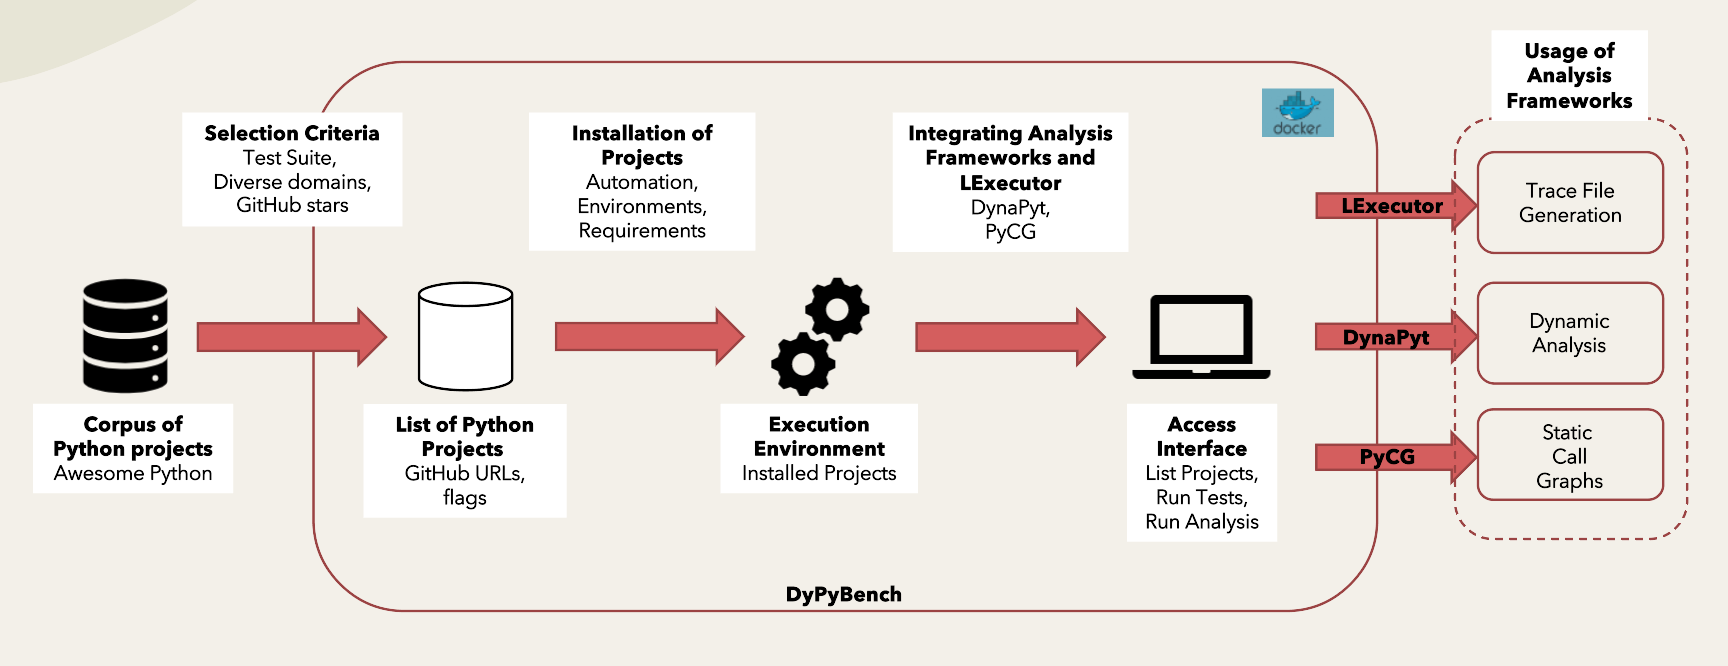 Selection Criteria
Test Suite,
Diverse domains,
GitHub stars
Installation of
Projects
Automation,
Environments,
Requirements
Integrating Analysis
Frameworks and
LExecutor
DynaPyt,
PyCG
docker
Usage of
Analysis
Frameworks
LExecutor
Trace File
Generation
DynaPyt
Dynamic
Analysis
PyCG
Static
Call
Graphs
Corpus of
Python projects
Awesome Python
List of Python
Projects
GitHub URLs,
flags
Execution
Environment
Installed Projects
Access
Interface
List Projects,
Run Tests,
Run Analysis
DyPyBench